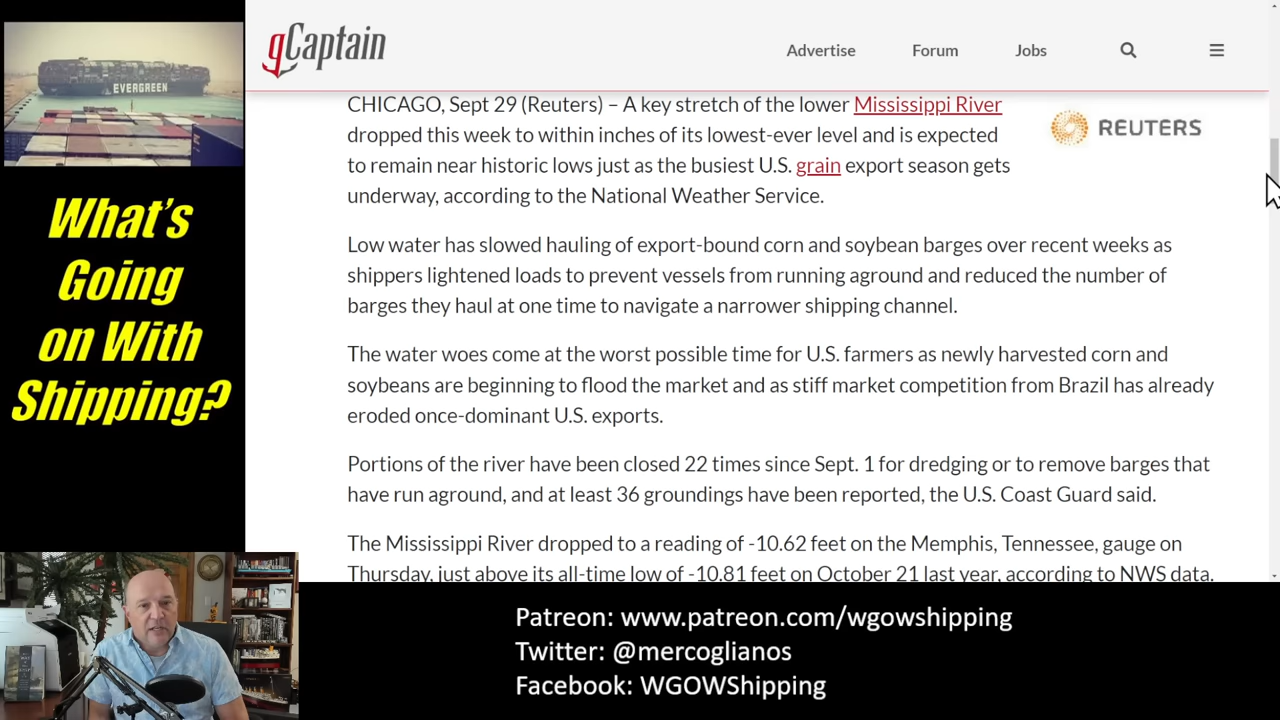 gCaptain
Advertise
Forum
Jobs
EVERGREEN
What's
Going
on With
Shipping?
CHICAGO, Sept 29 (Reuters) – A key stretch of the lower Mississippi River
dropped this week to within inches of its lowest-ever level and is expected
to remain near historic lows just as the busiest U.S. grain export season gets
underway, according to the National Weather Service.
REUTERS
Low water has slowed hauling of export-bound corn and soybean barges over recent weeks as
shippers lightened loads to prevent vessels from running aground and reduced the number of
barges they haul at one time to navigate a narrower shipping channel.
The water woes come at the worst possible time for U.S. farmers as newly harvested corn and
soybeans are beginning to flood the market and as stiff market competition from Brazil has already
eroded once-dominant U.S. exports.
Portions of the river have been closed 22 times since Sept. 1 for dredging or to remove barges that
have run aground, and at least 36 groundings have been reported, the U.S. Coast Guard said.
The Mississippi River dropped to a reading of -10.62 feet on the Memphis, Tennessee, gauge on
Thursday, just above its all-time low of -10.81 feet on October 21 last year, according to NWS data.
Patreon: www.patreon.com/wgowshipping
Twitter: @mercoglianos
Facebook: WGOWShipping